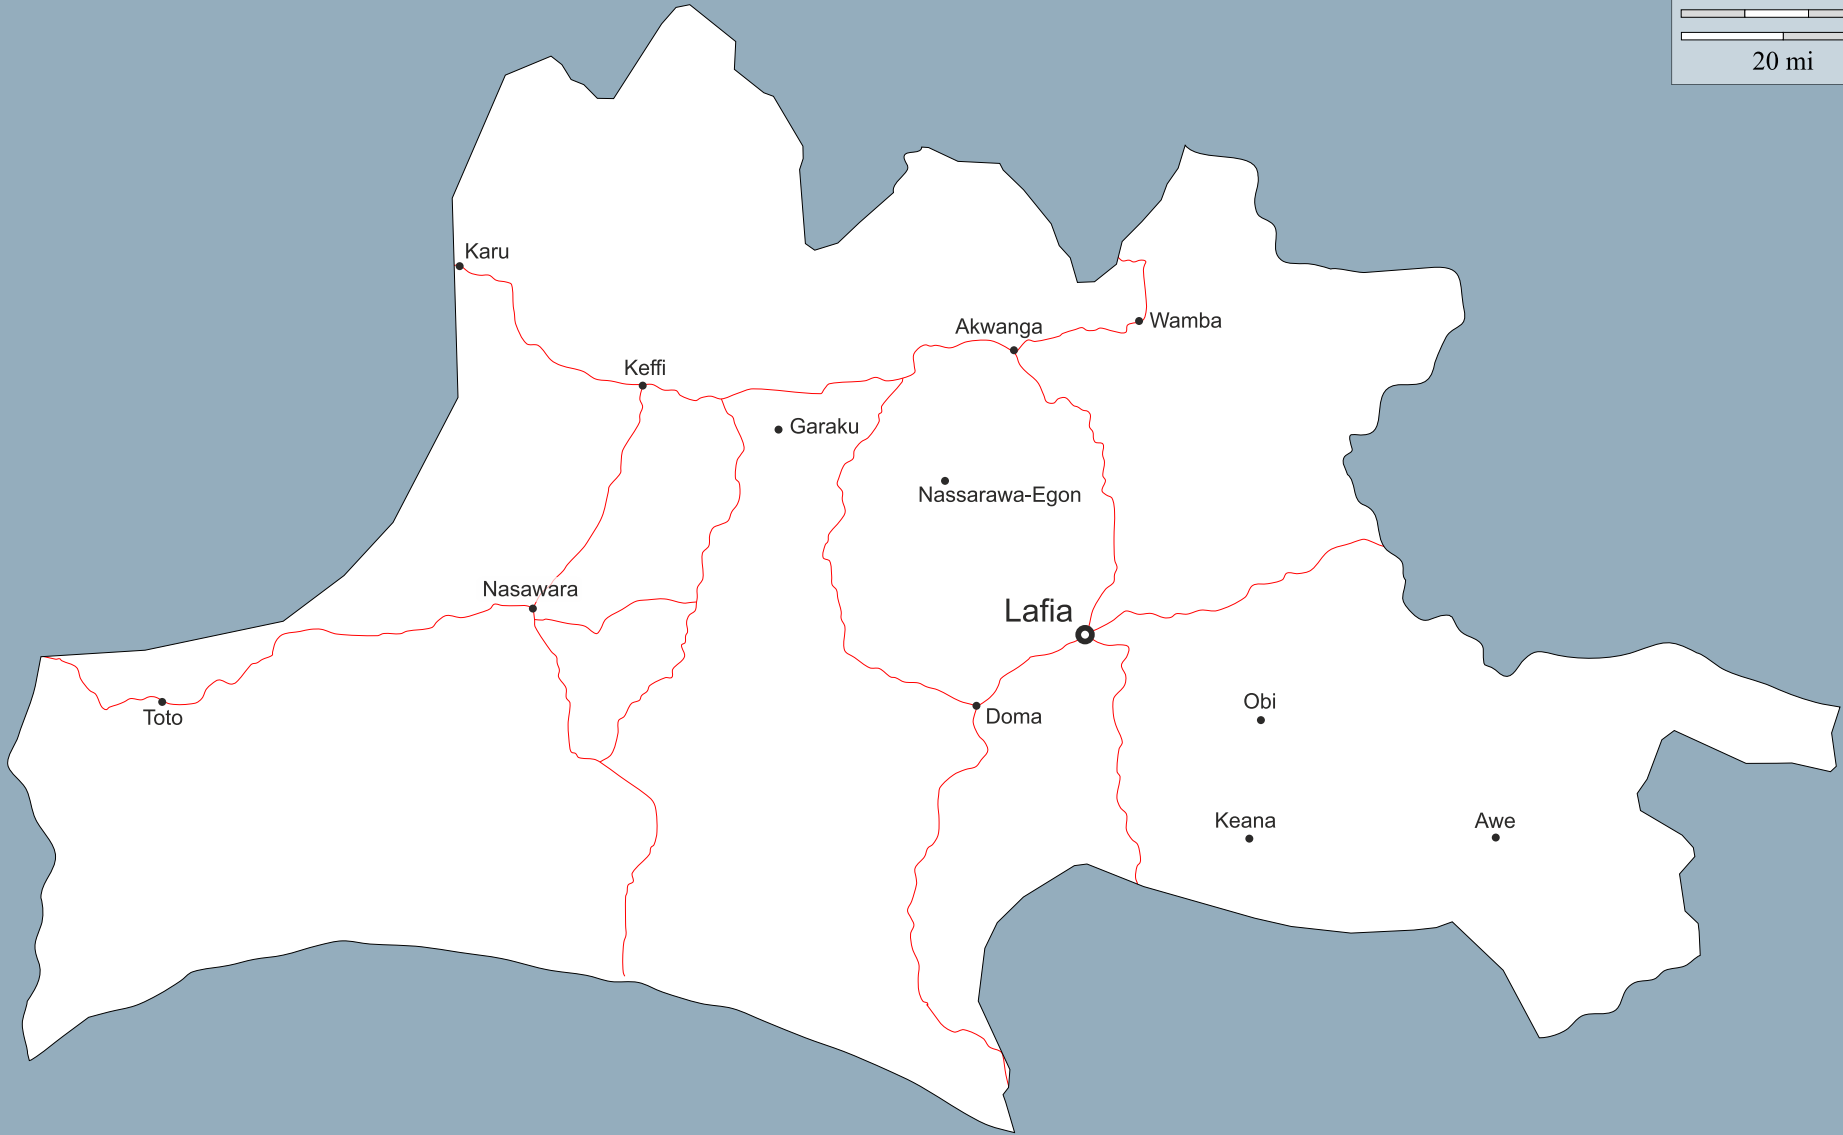 20 mi
Karu
Akwanga
Wamba
Keffi
Garaku
Nassarawa-Egon
Nasawara
Lafia
Toto
Obi
Doma
Keana
Awe